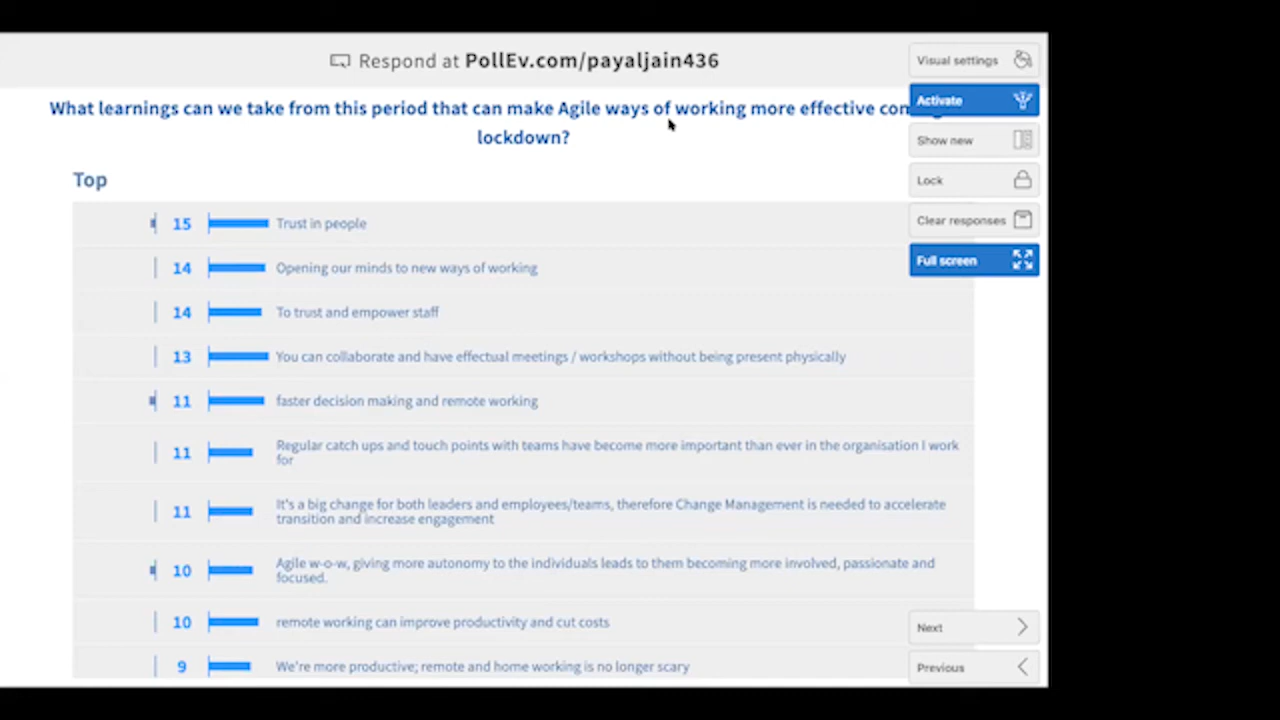 Respond at PollEv.com/payaljain436
What learnings can we take from this period that can make Agile ways of working more effective
lockdown?
Top
15 Trust in people
14 Opening our minds to new ways of working
14 To trust and empower staff
13 You can collaborate and have effectual meetings / workshops without being present physically
11 faster decision making and remote working
11 Regular catch ups and touch points with teams have become more important than ever in the organisation I work
for
11 It's a big change for both leaders and employees/teams, therefore Change Management is needed to accelerate
transition and increase engagement
10 Agile w-o-w, giving more autonomy to the individuals leads to them becoming more involved, passionate and
focused.
10 remote working can improve productivity and cut costs
9 We're more productive; remote and home working is no longer scary
Visual settings
Activate
Show new
Lock
Clear responses
Full screen
Next
Previous